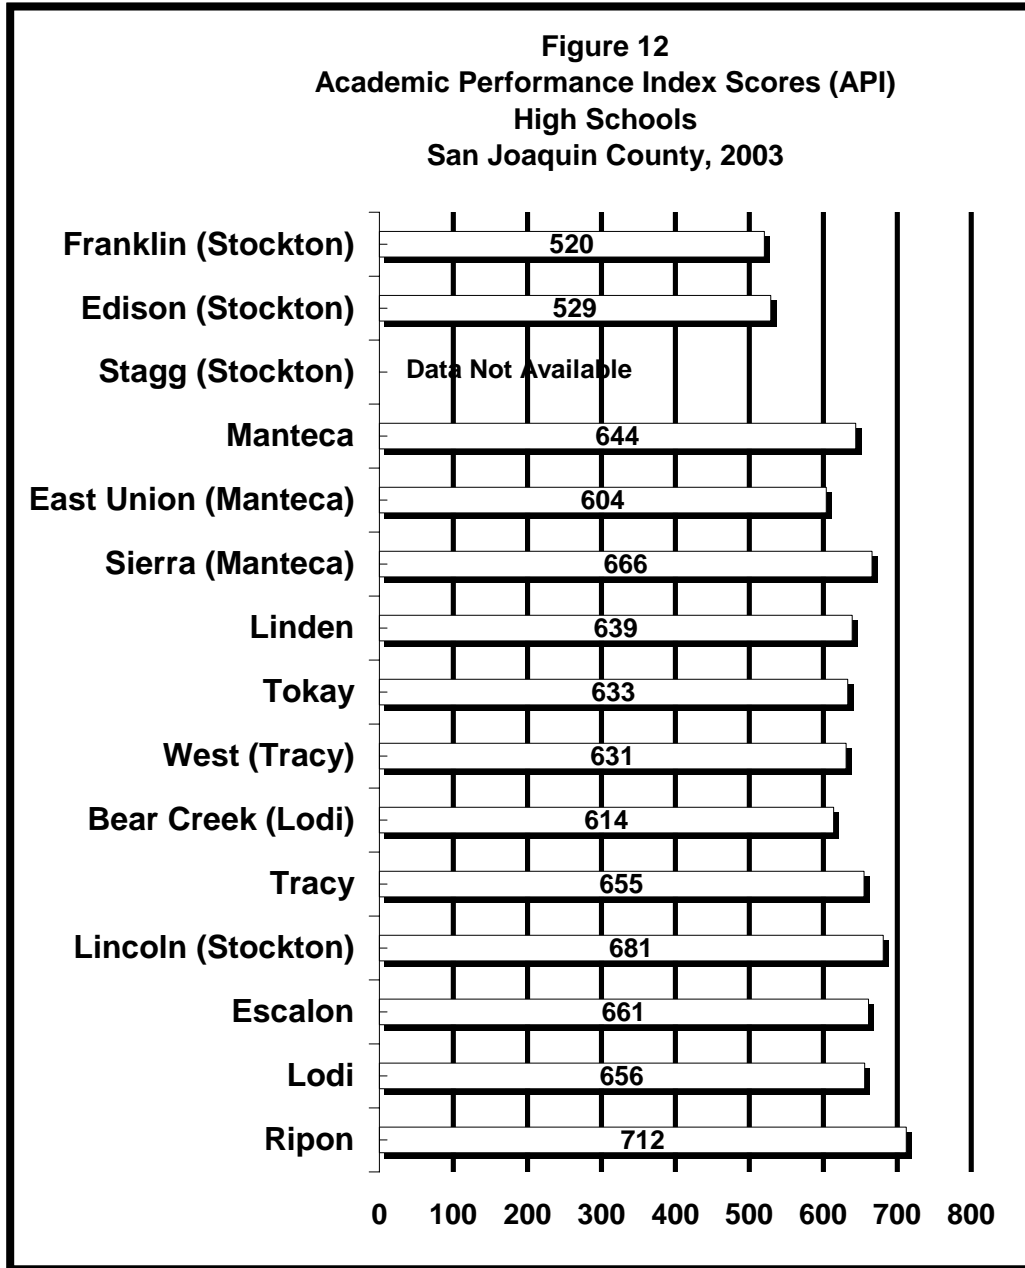 Figure 12
Academic Performance Index Scores (API)
High Schools
San Joaquin County, 2003
Franklin (Stockton) 520
Edison (Stockton) 529
Stagg (Stockton) Data Not Available
Manteca 644
East Union (Manteca) 604
Sierra (Manteca) 666
Linden 639
Tokay 633
West (Tracy) 631
Bear Creek (Lodi) 614
Tracy 655
Lincoln (Stockton) 681
Escalon 661
Lodi 656
Ripon 712
0 100 200 300 400 500 600 700 800